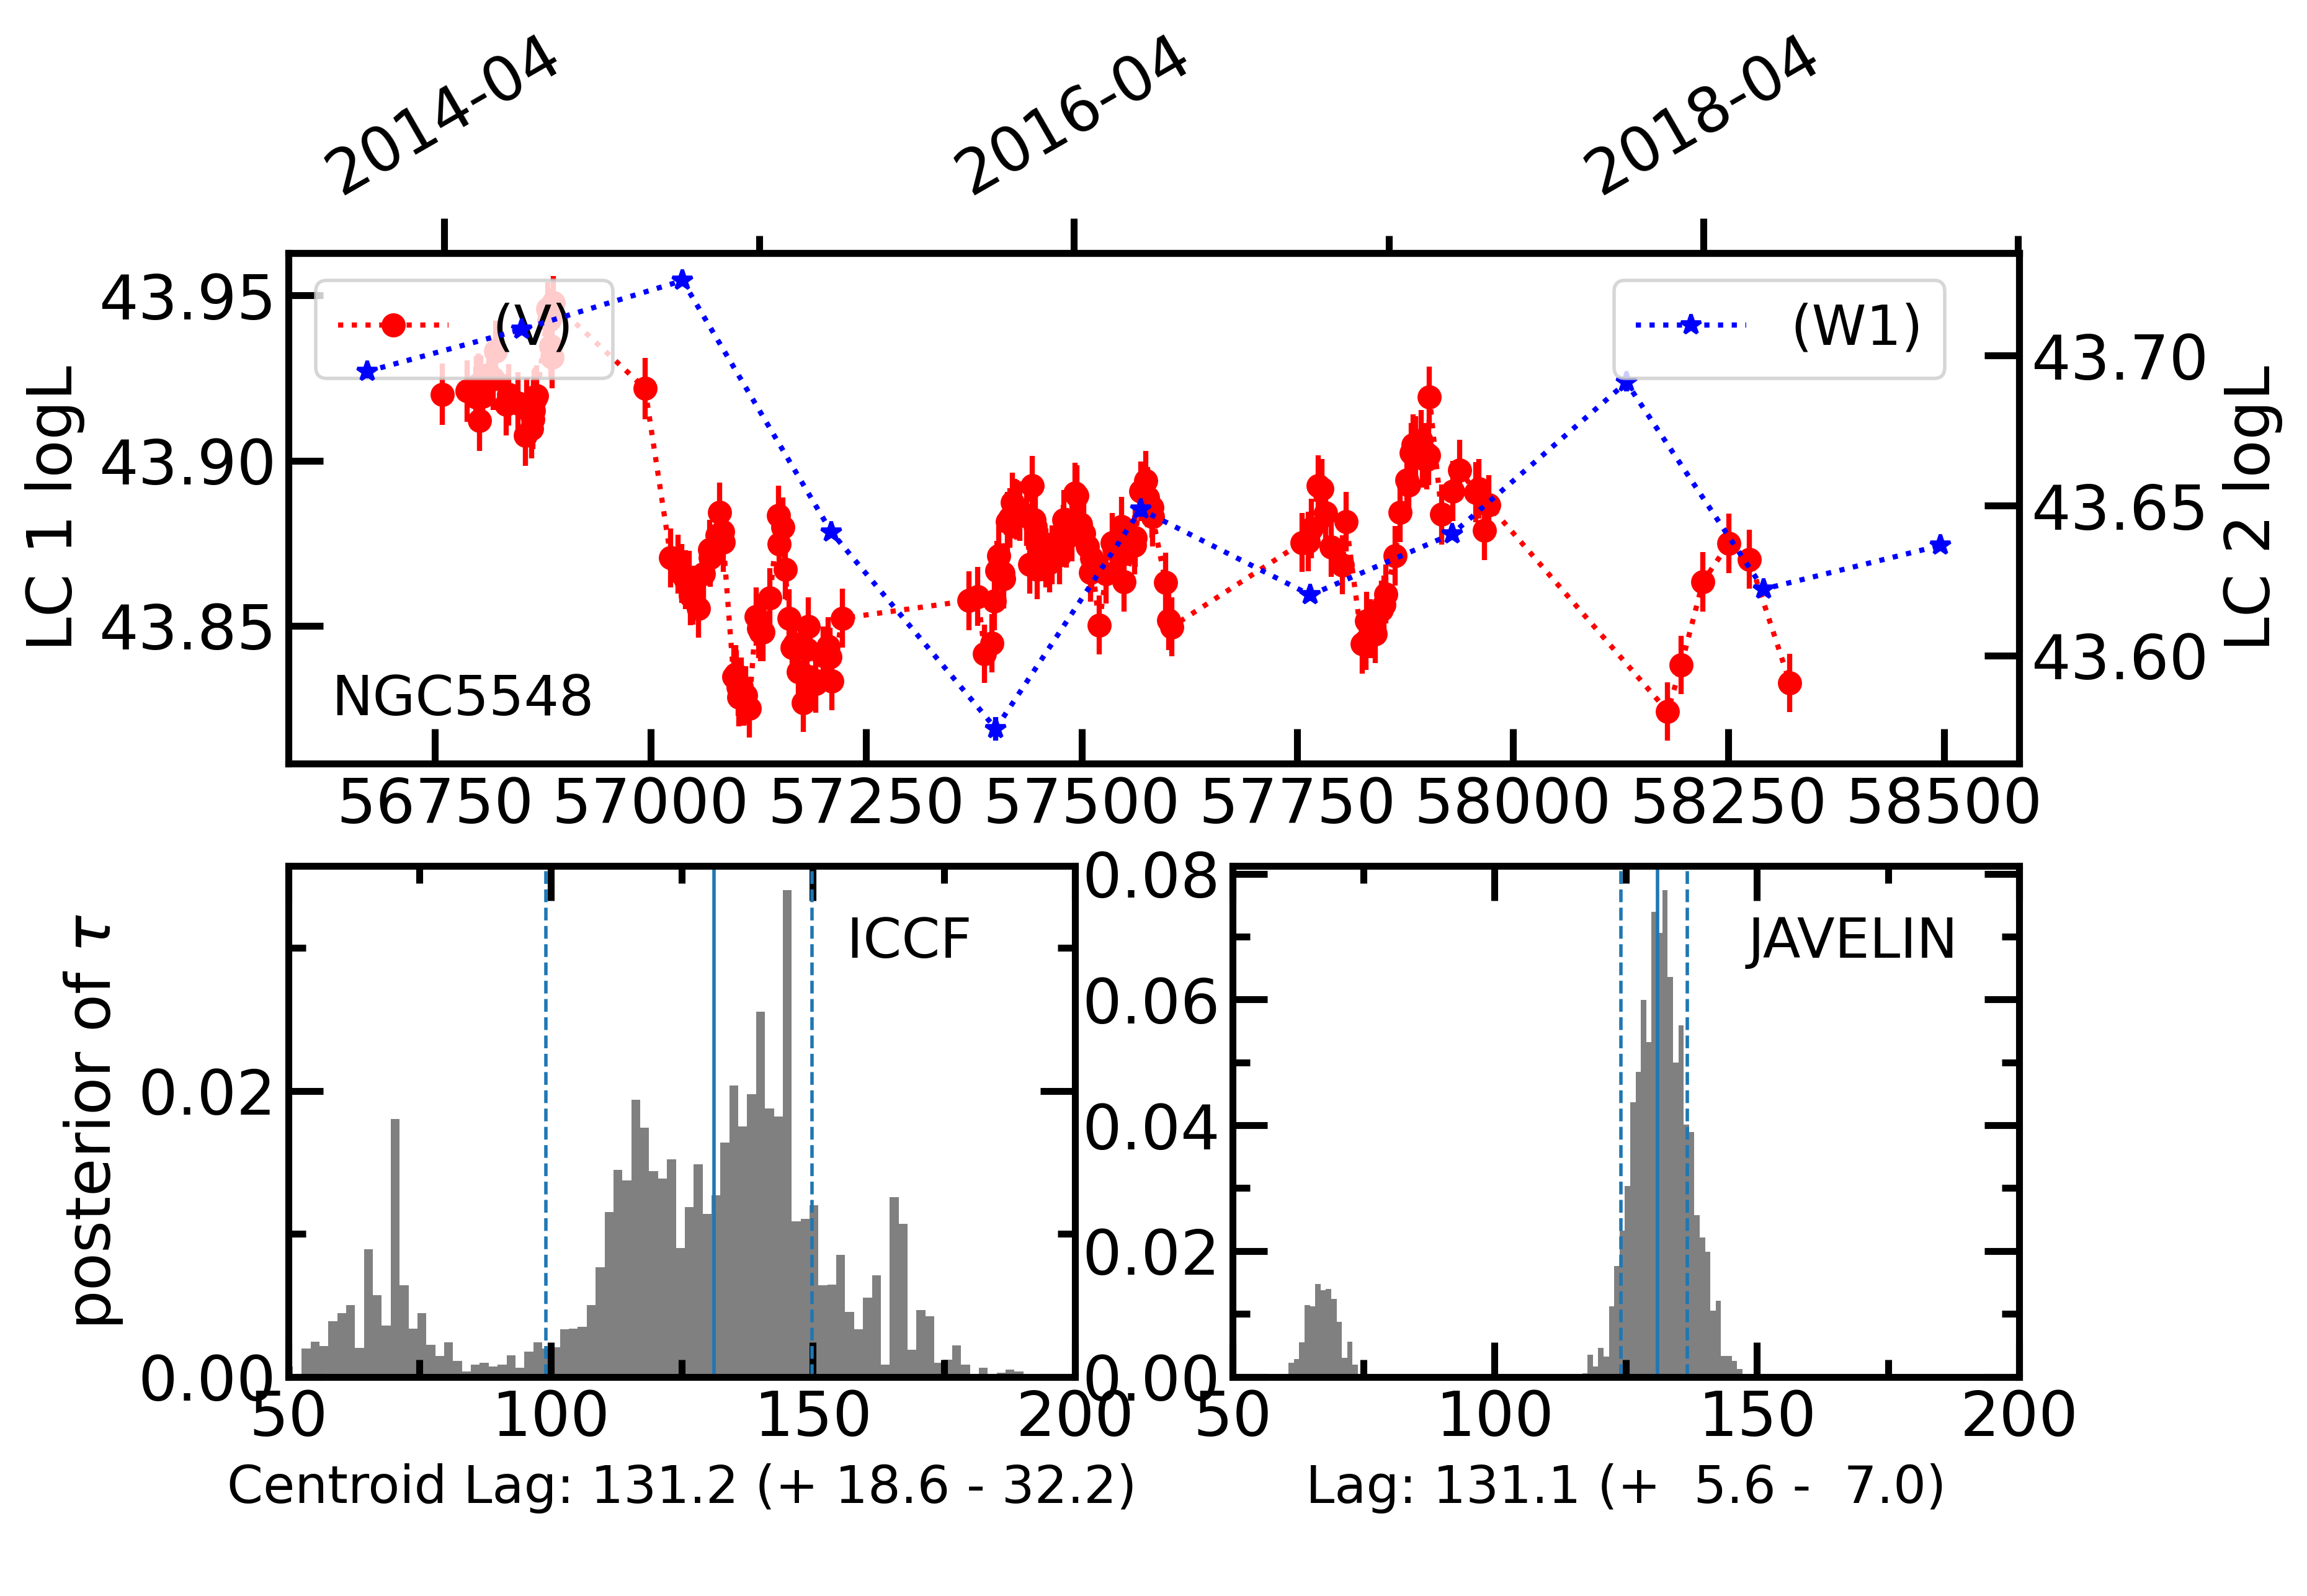 2014-04 2016-04 2018-04
43.95
43.90
43.85
LC 1 logL
(V)
(W1)
43.70
43.65
43.60
LC 2 logL
NGC5548
56750 57000 57250 57500 57750 58000 58250 58500
posterior of τ
0.02
0.00
ICCF
50 100 150 200
Centroid Lag: 131.2 (+ 18.6 - 32.2)
0.08
0.06
0.04
0.02
0.00
JAVELIN
50 100 150 200
Lag: 131.1 (+ 5.6 - 7.0)